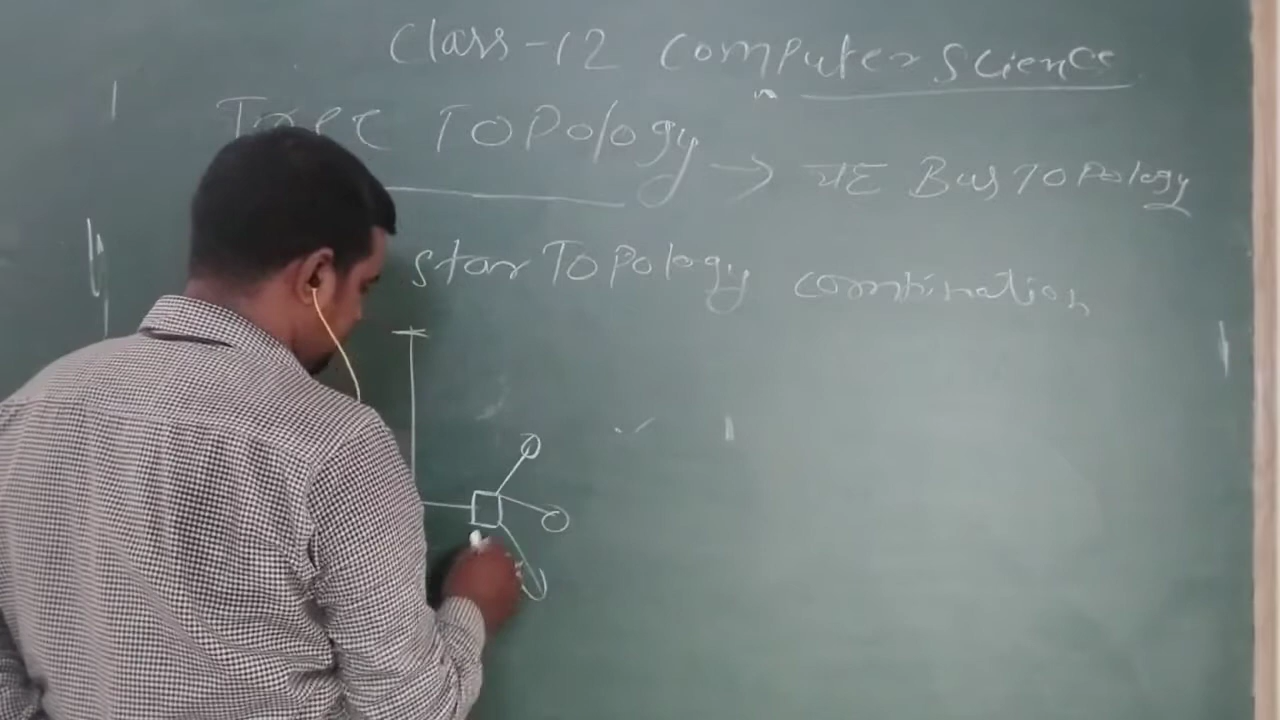 Class-12 Computer Science
Tree Topology → यह Bus Topology
star Topology combination